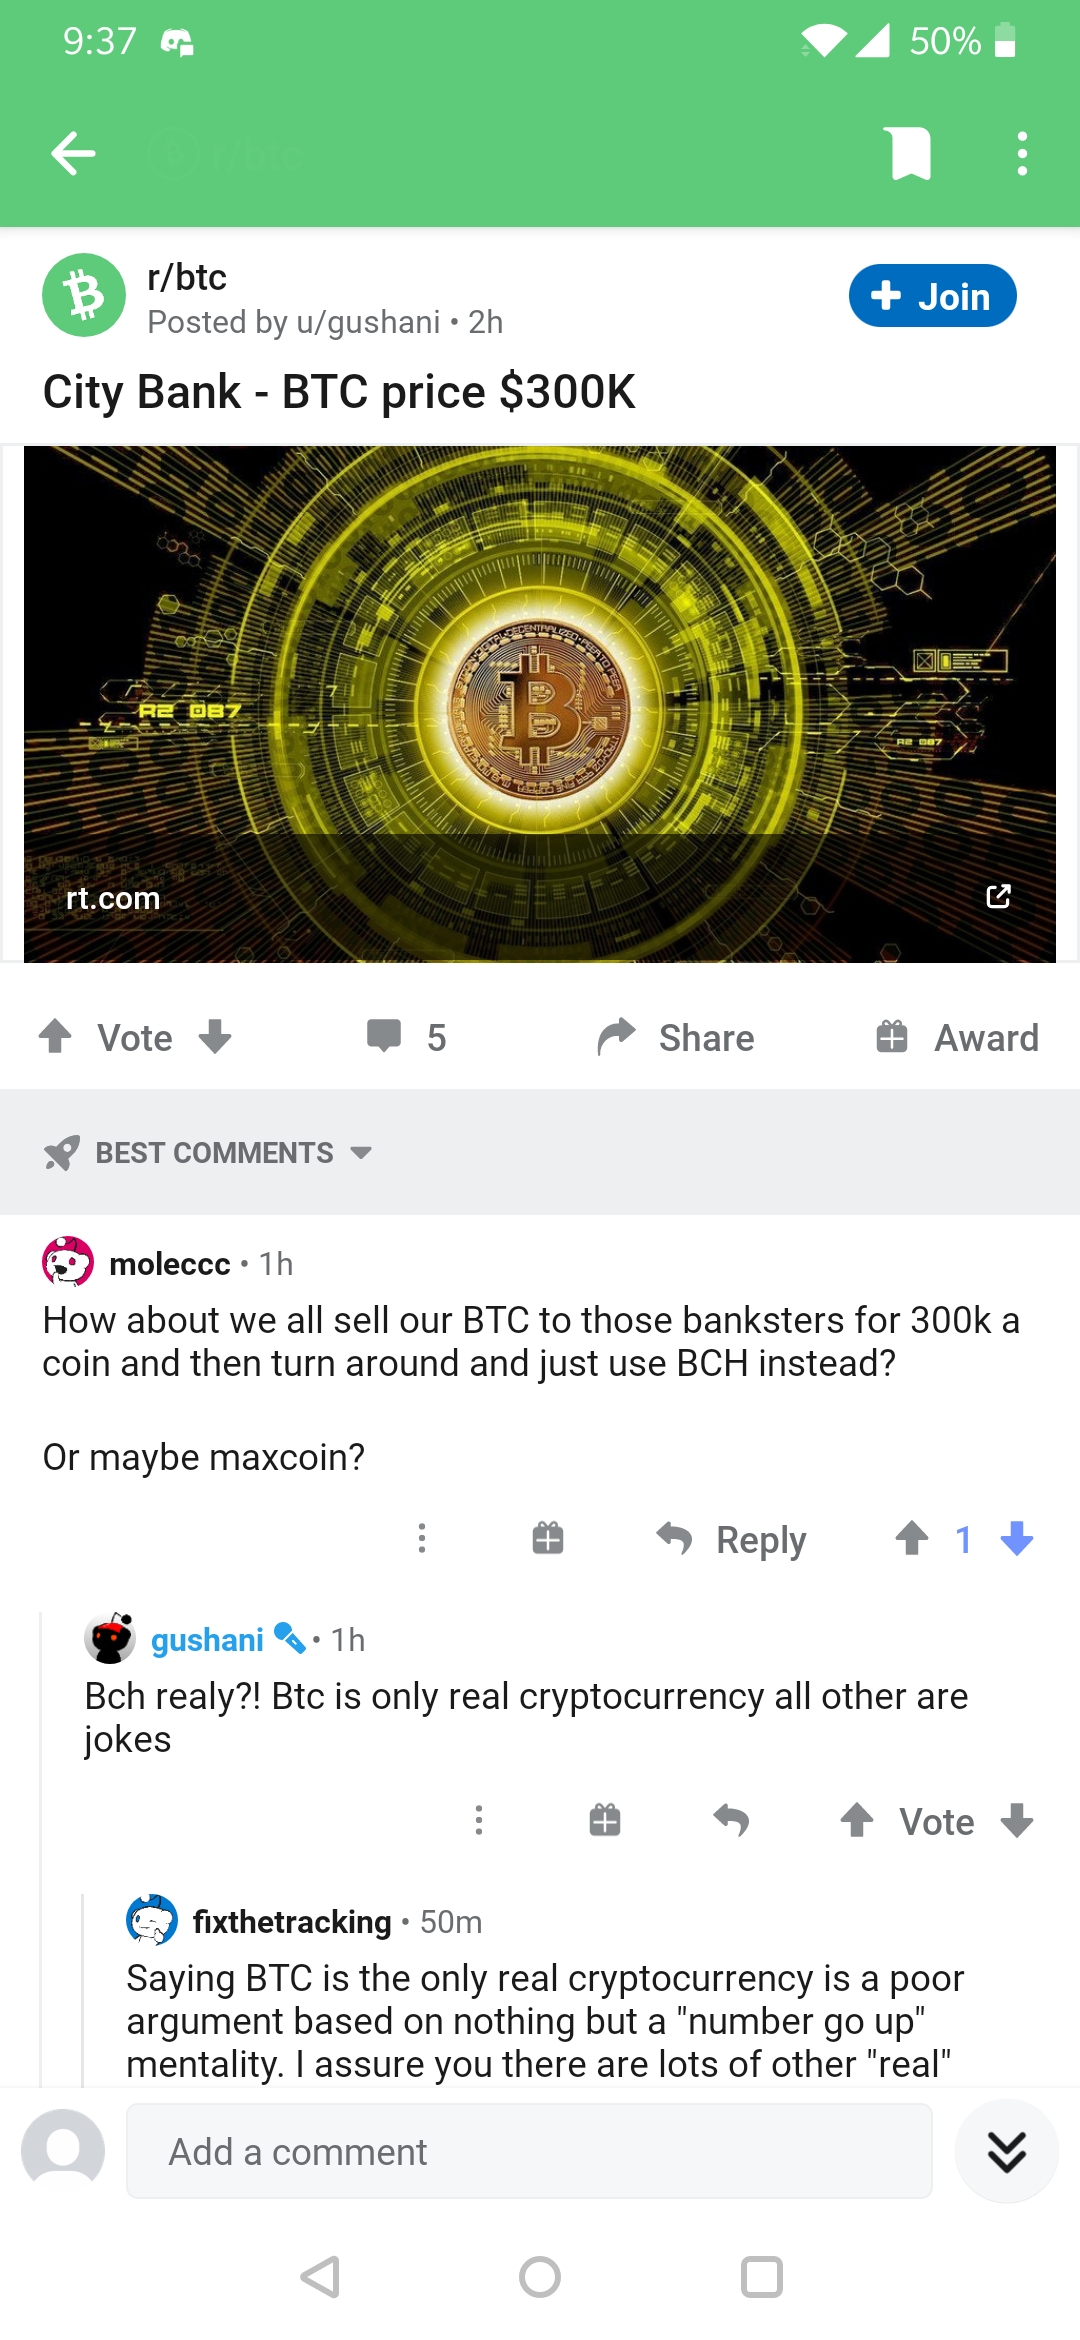 9:37
50%
r/btc
r/btc
Posted by u/gushani • 2h
+ Join
City Bank - BTC price $300K
R2 087
R2 087
rt.com
Vote
5
Share
Award
BEST COMMENTS
moleccc • 1h
How about we all sell our BTC to those banksters for 300k a
coin and then turn around and just use BCH instead?
Or maybe maxcoin?
Reply
1
gushani • 1h
Bch realy?! Btc is only real cryptocurrency all other are
jokes
Vote
fixthetracking • 50m
Saying BTC is the only real cryptocurrency is a poor
argument based on nothing but a "number go up"
mentality. I assure you there are lots of other "real"
Add a comment